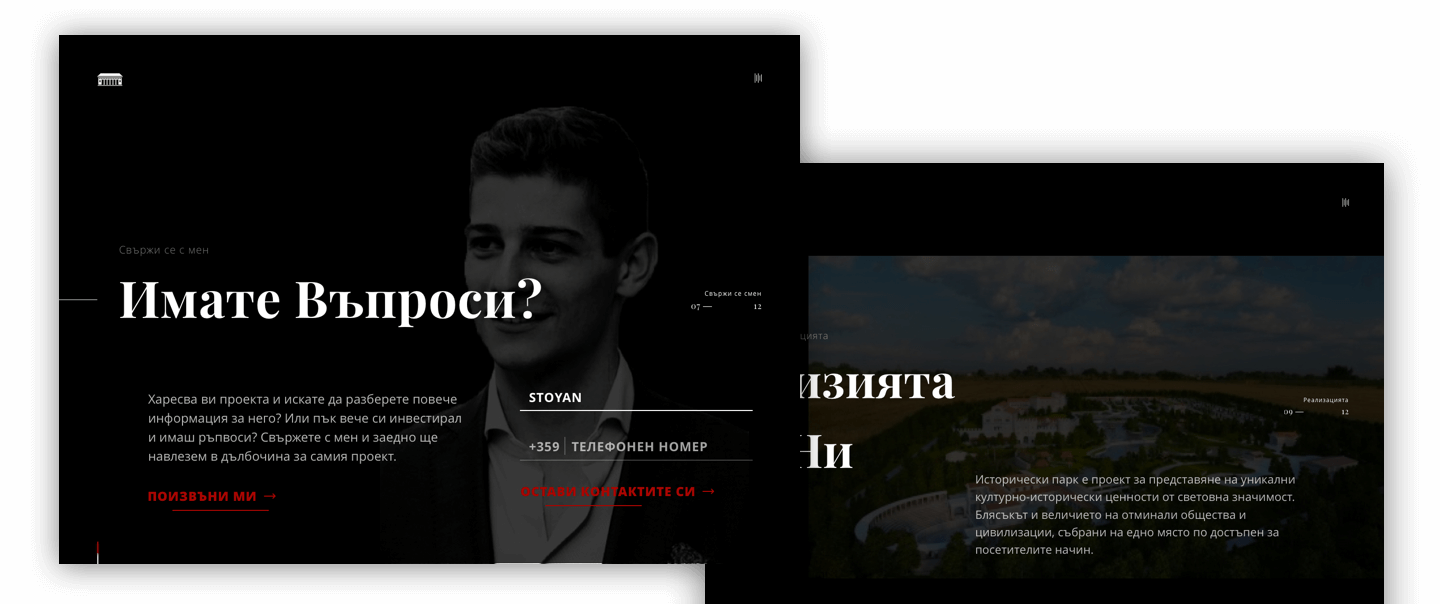 Свържи се с мен
Имате Въпроси?
Свържи се смен
07 — 12
Харесва ви проекта и искате да разберете повече
информация за него? Или пък вече си инвестирал
и имаш ръпвоси? Свържете с мен и заедно ще
навлезем в дълбочина за самия проект.
ПОИЗВЪНИ МИ →
STOYAN
+359 | ТЕЛЕФОНЕН НОМЕР
ОСТАВИ КОНТАКТИТЕ СИ →
цията
изията
Ни
Реализацията
09 — 12
Исторически парк е проект за представяне на уникални
културно-исторически ценности от световна значимост.
Блясъкът и величието на отминали общества и
цивилизации, събрани на едно място по достъпен за
посетителите начин.